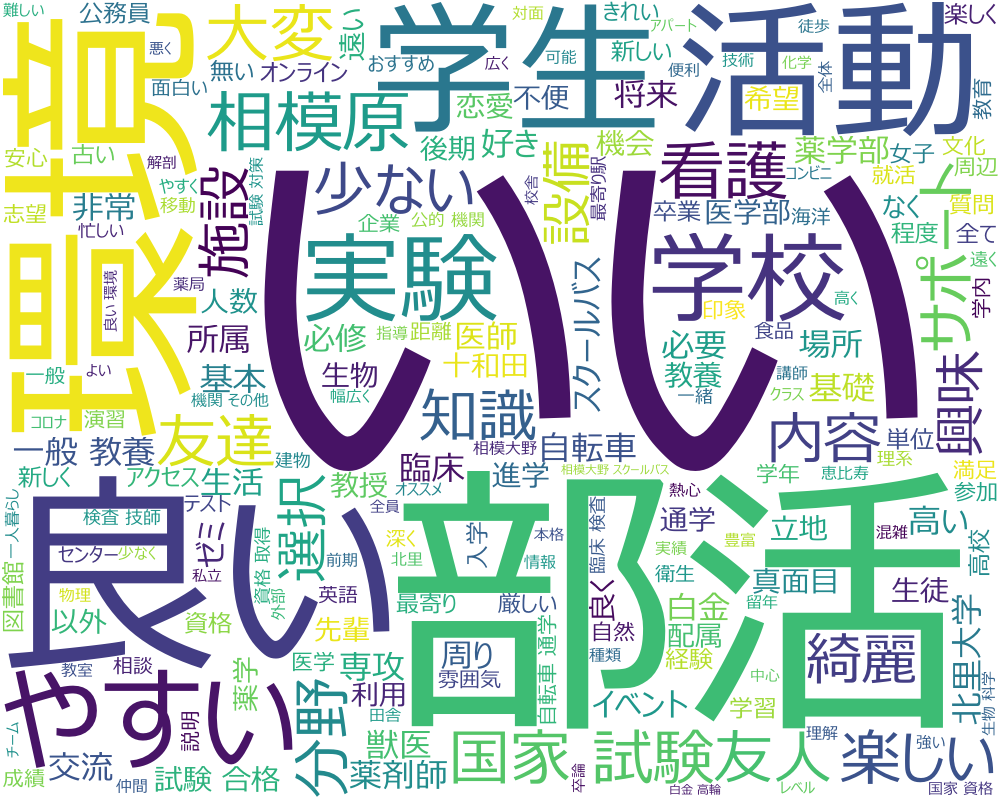 難しい
公務員
大変
遠い
おすすめ
対面
きれい
アパート
徒歩
楽しく
悪く
面白い
無い
オンライン
恋愛
広く
不便
可能
新しい
将来
便利
技術
希望
化学
全体
教育
環境
学生
活動
相模原
後期
好き
機会
薬学部
女子
文化
周辺
安心
古い
解剖
志望
非常
やすく
移動
試験 対策
忙しい
施設
少ない
校舎
設備
最寄り駅
看護
コンビニ
就活
なく
質問
卒業
医学部
海洋
程度
全て
サポート
企業
公的 機関
薬局
良い 環境
人数
実験
いい
学校
遠く
学内
高く
印象
所属
必修
指導
距離
医師
スクールバス
食品
必要
場所
一般
よい
生物
十和田
教養
講師
基本
機関 その他
幅広く
一緒
クラス
基礎
興味
コロナ
演習
友達
知識
内容
単位
理系
一般 教養
相模大野
自転車
新しく
アクセス
生活
建物
臨床
進学
相模大野 スクールバス
学年
恵比寿
満足
参加
検査 技師
テスト
教授
オススメ
全員
熱心
通学
立地
混雑
高い
高校
図書館
一人暮らし
センター
少なく
ゼミ
資格 取得
選択
前期
深く
北里
入学
本格
情報
臨床 検査
実績
豊富
良い
私立
外部
英語
最寄り
厳しい
良く
衛生
真面目
生徒
物理
以外
資格
先輩
部活
自然
白金
配属
留年
北里大学
教室
相談
医学
専攻
周り
雰囲気
自転車 通学
種類
経験
中心
綺麗
生物 科学
やすい
説明
薬学
分野
利用
田舎
イベント
学習
理解
チーム
成績
交流
仲間
試験 合格
獣医
薬剤師
国家 試験
卒論
友人
白金 高輪
レベル
楽しい
強い
国家 資格